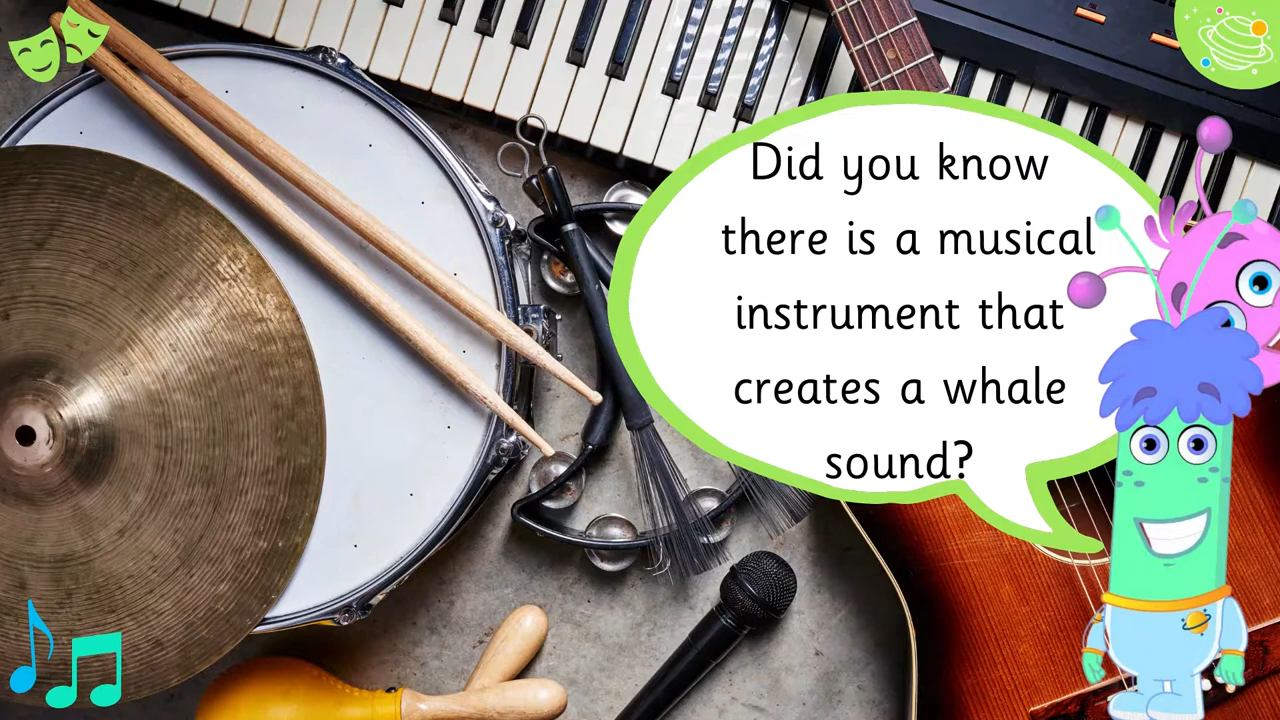 Did you know
there is a musical
instrument that
creates a whale
sound?